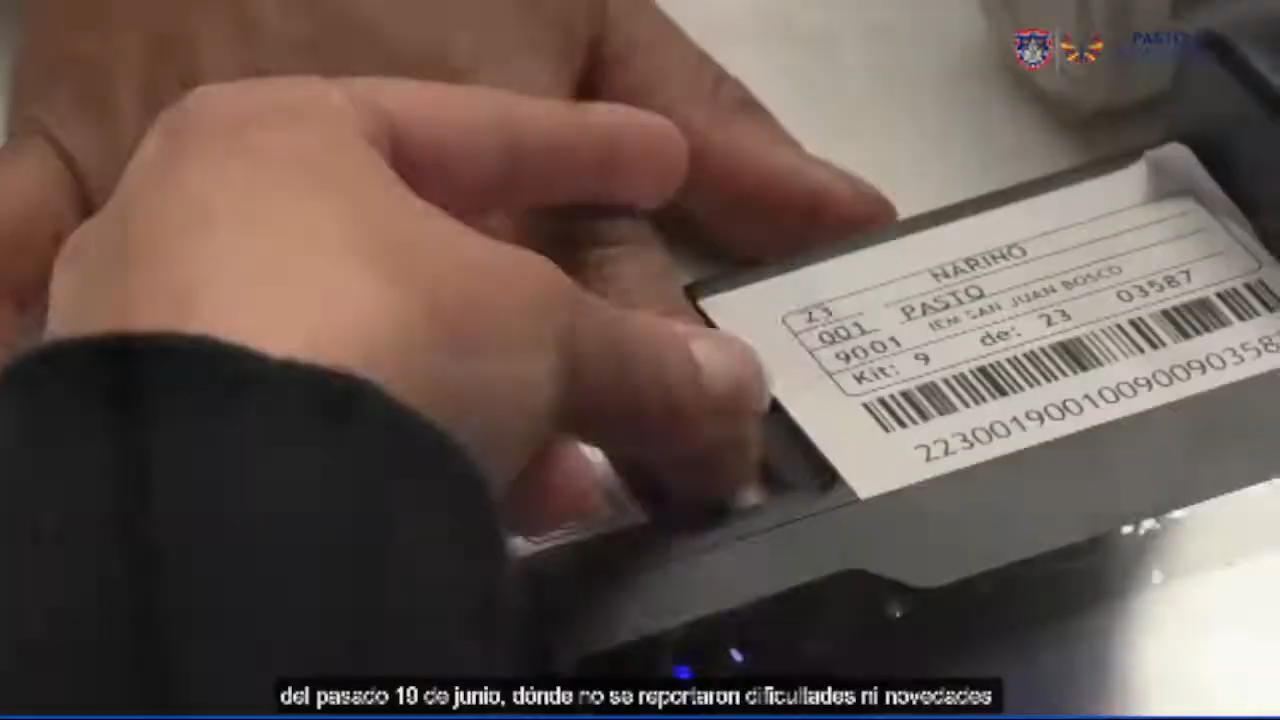 PASTO
23 NARIÑO
001 PASTO
9001 IEM SAN JUAN BOSCO
Kit: 9 de: 23 03587
del pasado 19 de junio, dónde no se reportaron dificultades ni novedades